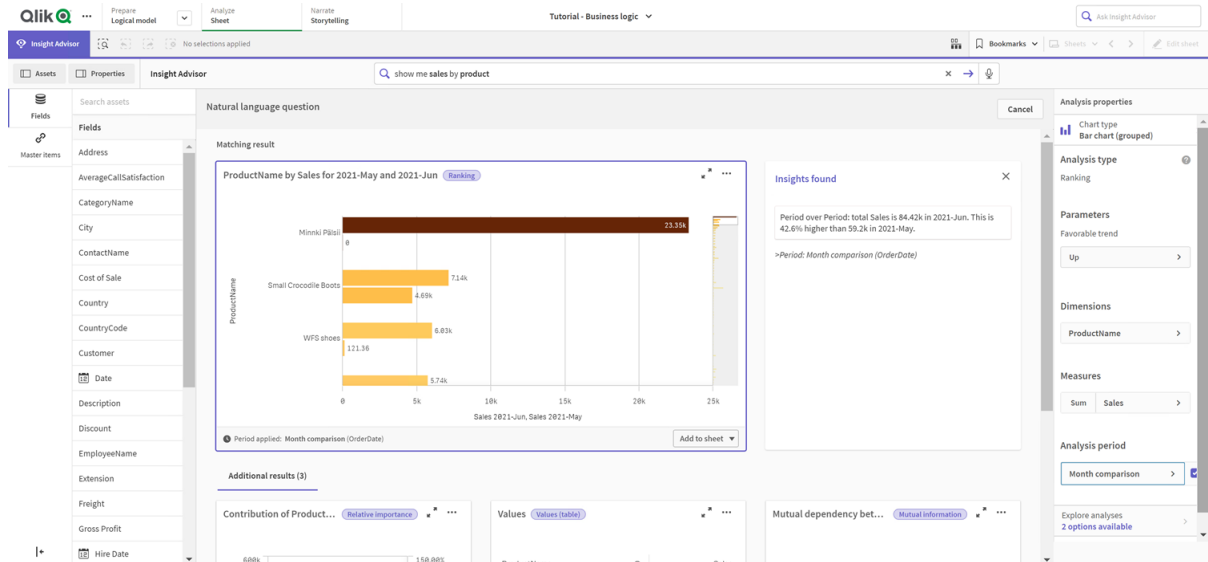 Qlik
Prepare
Logical model
Analyze
Sheet
Narrate
Storytelling
Tutorial - Business logic
Ask Insight Advisor
Insight Advisor
No selections applied
Bookmarks
Sheets
Edit sheet
Assets
Properties
Insight Advisor
show me sales by product
Fields
Master items
Search assets
Fields
Address
AverageCallSatisfaction
CategoryName
City
ContactName
Cost of Sale
Country
CountryCode
Customer
Date
Description
Discount
EmployeeName
Extension
Freight
Gross Profit
Hire Date
Natural language question
Cancel
Matching result
ProductName by Sales for 2021-May and 2021-Jun
Ranking
ProductName
Minnki Pälsii
23.35k
0
Small Crocodile Boots
7.14k
4.69k
WFS shoes
6.03k
121.36
5.74k
0
5k
10k
15k
20k
25k
Sales 2021-Jun, Sales 2021-May
Period applied: Month comparison (OrderDate)
Add to sheet
Insights found
Period over Period: total Sales is 84.42k in 2021-Jun. This is
42.6% higher than 59.2k in 2021-May.
>Period: Month comparison (OrderDate)
Additional results (3)
Contribution of Product...
Relative importance
600k
150.00%
Values
Values (table)
Mutual dependency bet...
Mutual information
Analysis properties
Chart type
Bar chart (grouped)
Analysis type
Ranking
Parameters
Favorable trend
Up
Dimensions
ProductName
Measures
Sum
Sales
Analysis period
Month comparison
Explore analyses
2 options available